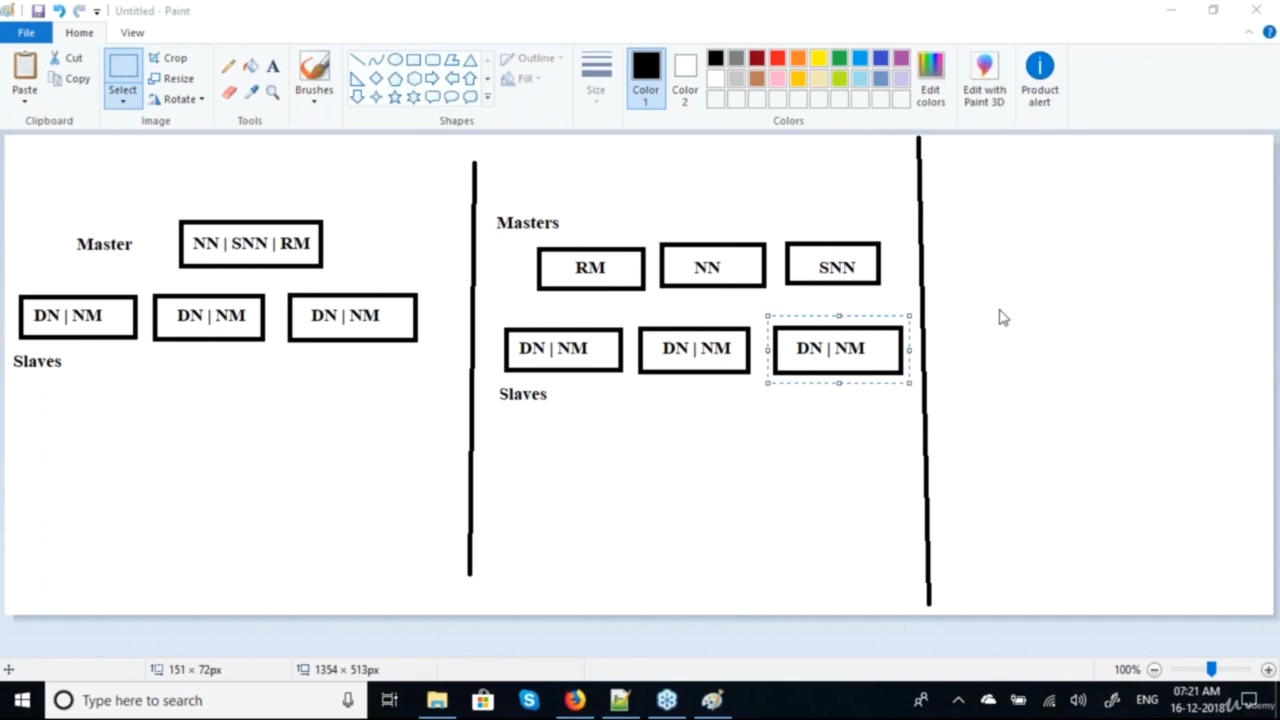 Untitled - Paint
File
Home
View
Paste
Cut
Copy
Clipboard
Select
Crop
Resize
Rotate
Image
Tools
Brushes
Shapes
Outline
Fill
Size
Color 1
Color 2
Edit colors
Colors
Edit with Paint 3D
Product alert
Master
NN | SNN | RM
DN | NM
DN | NM
DN | NM
Slaves
Masters
RM
NN
SNN
DN | NM
DN | NM
DN | NM
Slaves
151 × 72px
1354 × 513px
100%
Type here to search
ENG
07:21 AM
16-12-2018
Udemy